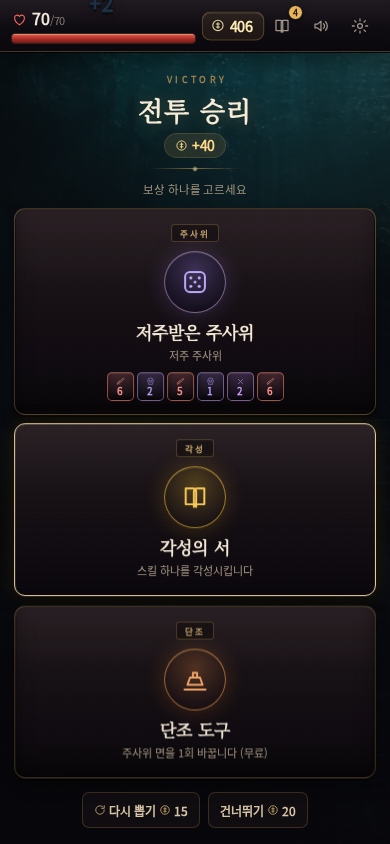 +2
70/70
406
4
VICTORY
전투 승리
+40
보상 하나를 고르세요
주사위
저주받은 주사위
저주 주사위
6 2 5 1 2 6
각성
각성의 서
스킬 하나를 각성시킵니다
단조
단조 도구
주사위 면을 1회 바꿉니다 (무료)
다시 뽑기 15
건너뛰기 20